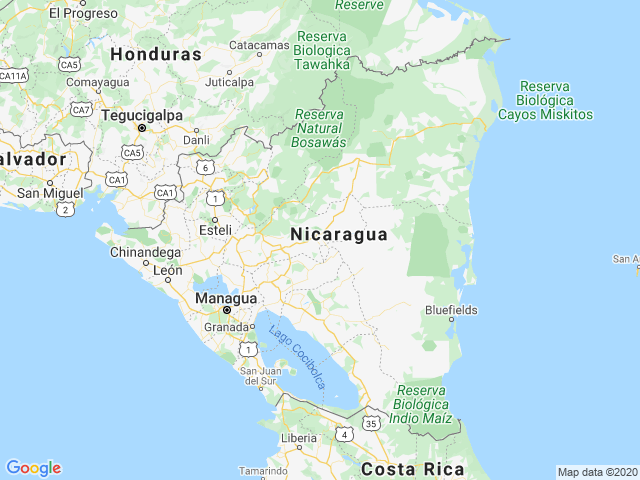 El Progreso
Reserve
Honduras
Catacamas
Reserva
Biologica
Tawahka
CA5
CA11A
Comayagua
Juticalpa
Reserva
Biológica
Cayos Miskitos
CA7
Tegucigalpa
Reserva
Natural
Bosawás
Danli
alvador
CA5
6
San Miguel
CA1
CA1
1
2
Esteli
Nicaragua
Chinandega
León
San A
Managua
Granada
Bluefields
Lago Cocibolca
1
San Juan
del Sur
Reserva
Biológica
Indio Maíz
35
4
Liberia
Tamarindo
Costa Rica
Google
Map data ©2020